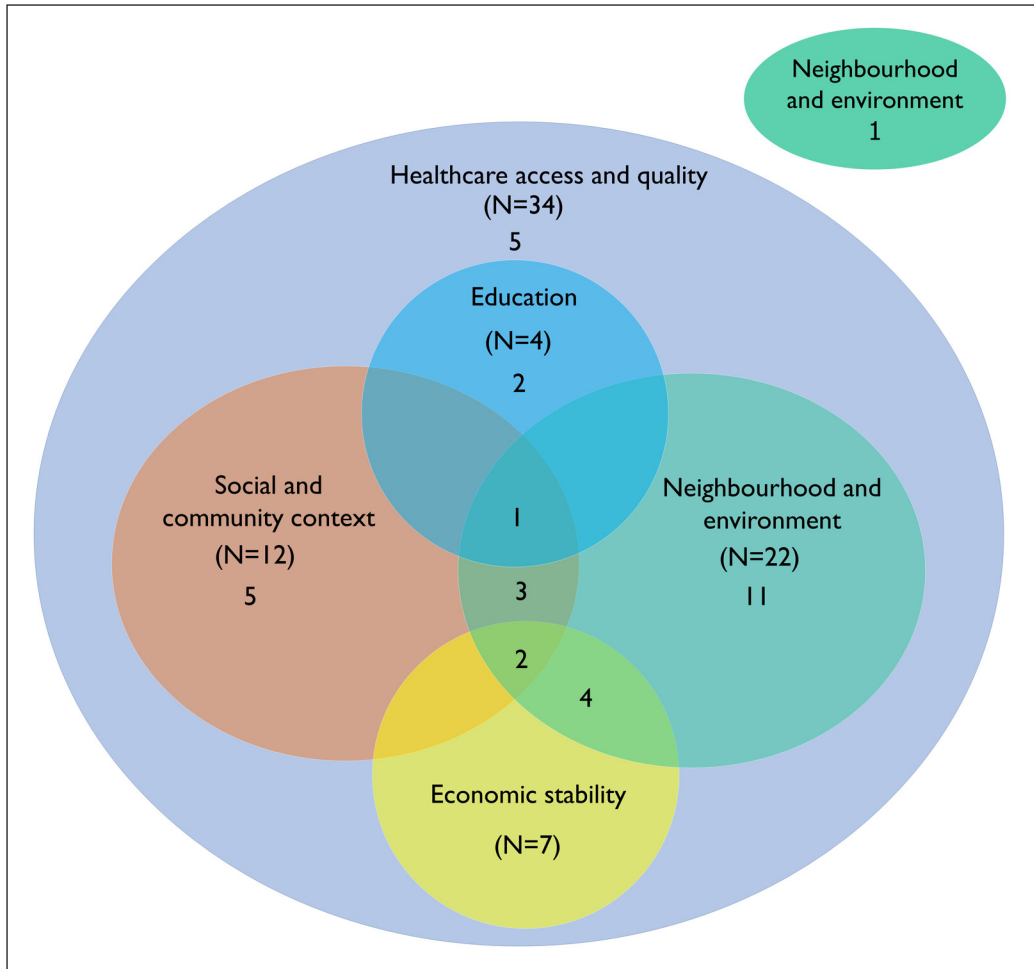 Neighbourhood
and environment
1
Healthcare access and quality
(N=34)
5
Education
(N=4)
2
Social and
community context
(N=12)
5
1
Neighbourhood and
environment
(N=22)
11
3
2
4
Economic stability
(N=7)